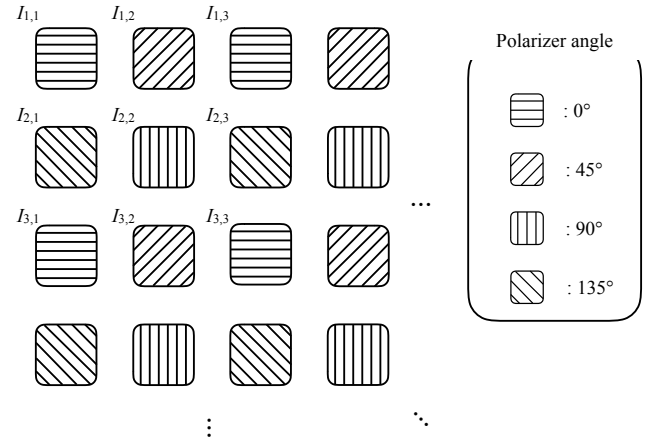 I1,1 I1,2 I1,3
Polarizer angle
: 0°
I2,1 I2,2 I2,3
: 45°
...
I3,1 I3,2 I3,3
: 90°
: 135°
⋮ ⋱